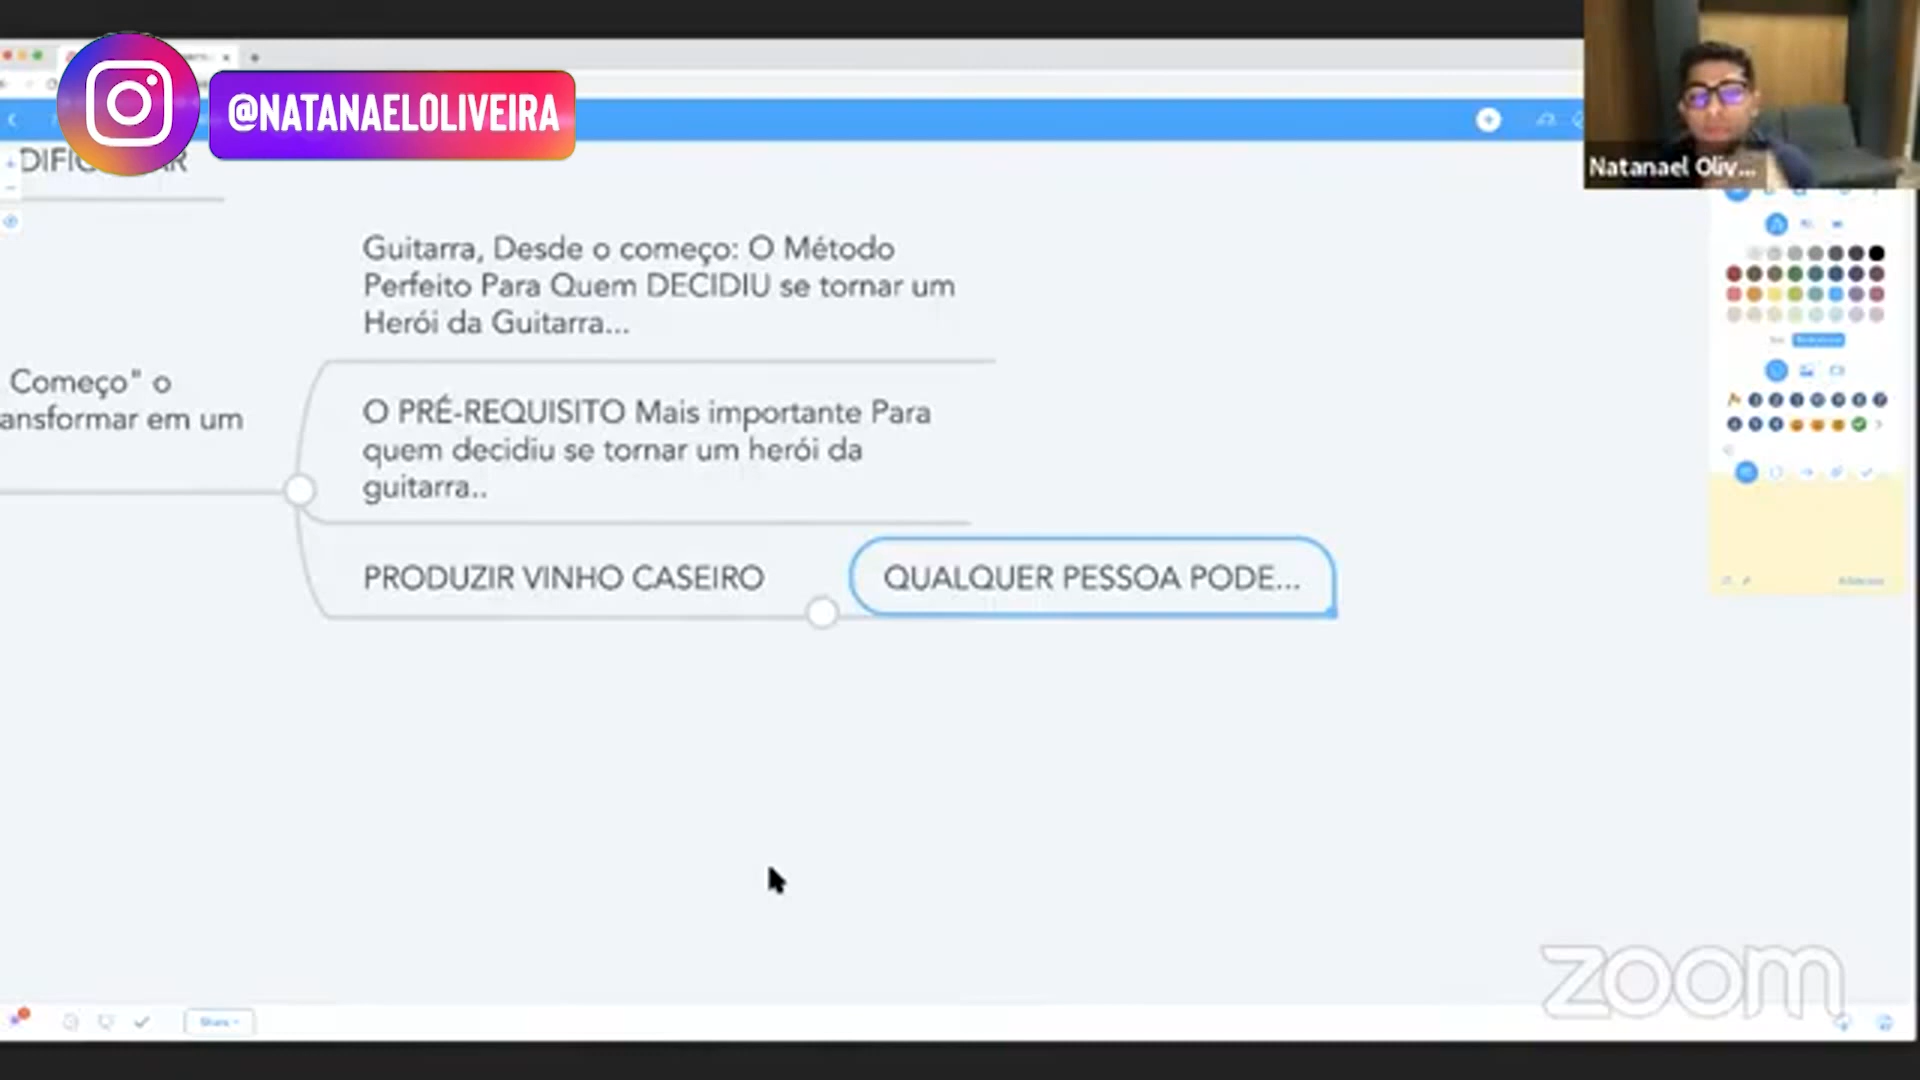 @NATANAELOLIVEIRA
Natanael Oliv...
Guitarra, Desde o começo: O Método
Perfeito Para Quem DECIDIU se tornar um
Herói da Guitarra...
Começo" o
ansformar em um
O PRÉ-REQUISITO Mais importante Para
quem decidiu se tornar um herói da
guitarra..
PRODUZIR VINHO CASEIRO
QUALQUER PESSOA PODE...
Share
zoom